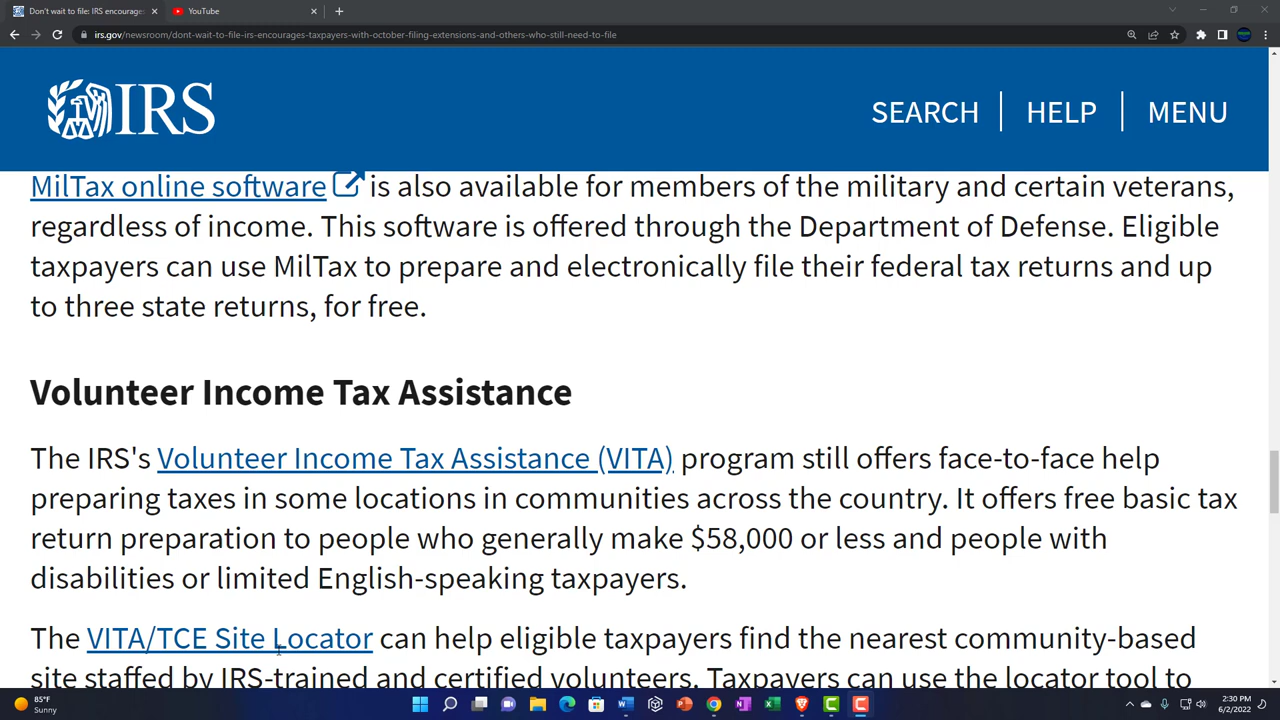 Don't wait to file: IRS encourages
YouTube
irs.gov/newsroom/dont-wait-to-file-irs-encourages-taxpayers-with-october-filing-extensions-and-others-who-still-need-to-file
IRS
SEARCH
HELP
MENU
MilTax online software is also available for members of the military and certain veterans,
regardless of income. This software is offered through the Department of Defense. Eligible
taxpayers can use MilTax to prepare and electronically file their federal tax returns and up
to three state returns, for free.
Volunteer Income Tax Assistance
The IRS's Volunteer Income Tax Assistance (VITA) program still offers face-to-face help
preparing taxes in some locations in communities across the country. It offers free basic tax
return preparation to people who generally make $58,000 or less and people with
disabilities or limited English-speaking taxpayers.
The VITA/TCE Site Locator can help eligible taxpayers find the nearest community-based
site staffed by IRS-trained and certified volunteers. Taxpayers can use the locator tool to
85°F
Sunny
2:30 PM
6/2/2022